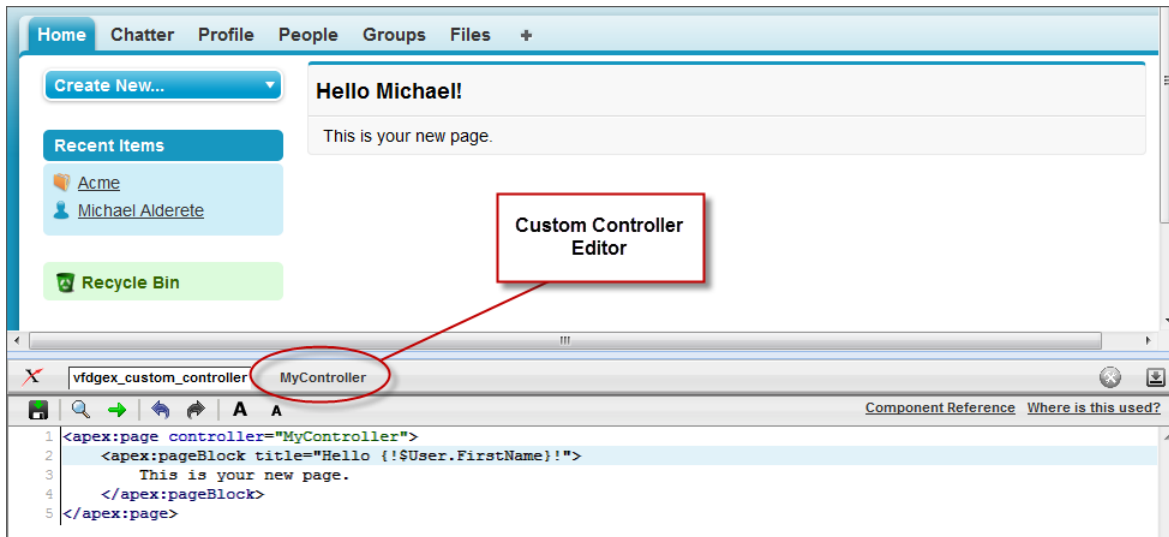 Home Chatter Profile People Groups Files +
Create New...
Hello Michael!
This is your new page.
Recent Items
Acme
Michael Alderete
Custom Controller
Editor
Recycle Bin
vfdgex_custom_controller MyController
A A Component Reference Where is this used?
1 <apex:page controller="MyController">
2 <apex:pageBlock title="Hello {!$User.FirstName}!">
3 This is your new page.
4 </apex:pageBlock>
5 </apex:page>